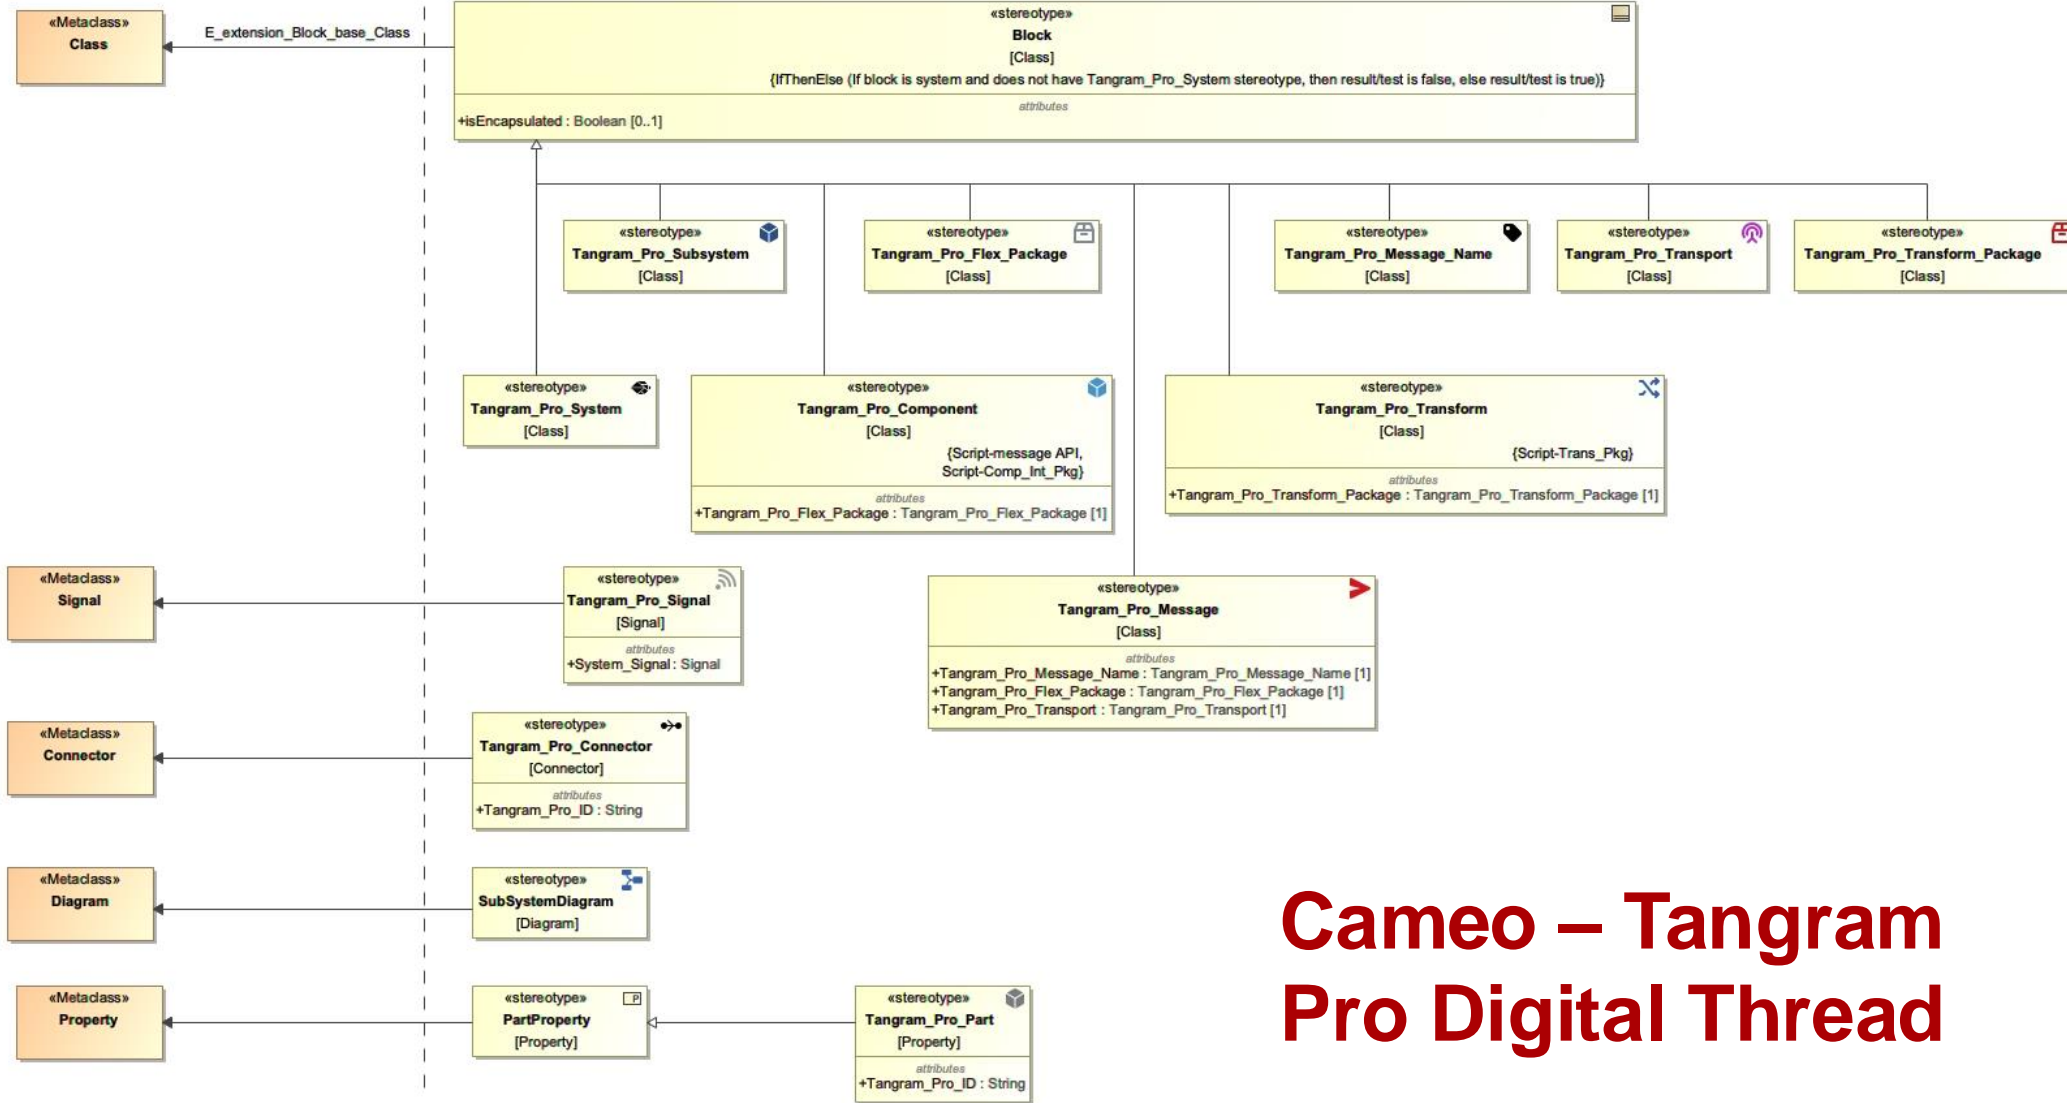 «Metaclass»
Class
E_extension_Block_base_Class
«stereotype»
Block
[Class]
{IfThenElse (If block is system and does not have Tangram_Pro_System stereotype, then result/test is false, else result/test is true)}
attributes
+isEncapsulated : Boolean [0..1]
«stereotype»
Tangram_Pro_Subsystem
[Class]
«stereotype»
Tangram_Pro_Flex_Package
[Class]
«stereotype»
Tangram_Pro_Message_Name
[Class]
«stereotype»
Tangram_Pro_Transport
[Class]
«stereotype»
Tangram_Pro_Transform_Package
[Class]
«stereotype»
Tangram_Pro_System
[Class]
«stereotype»
Tangram_Pro_Component
[Class]
{Script-message API,
Script-Comp_Int_Pkg}
attributes
+Tangram_Pro_Flex_Package : Tangram_Pro_Flex_Package [1]
«stereotype»
Tangram_Pro_Transform
[Class]
{Script-Trans_Pkg}
attributes
+Tangram_Pro_Transform_Package : Tangram_Pro_Transform_Package [1]
«Metaclass»
Signal
«stereotype»
Tangram_Pro_Signal
[Signal]
attributes
+System_Signal : Signal
«stereotype»
Tangram_Pro_Message
[Class]
attributes
+Tangram_Pro_Message_Name : Tangram_Pro_Message_Name [1]
+Tangram_Pro_Flex_Package : Tangram_Pro_Flex_Package [1]
+Tangram_Pro_Transport : Tangram_Pro_Transport [1]
«Metaclass»
Connector
«stereotype»
Tangram_Pro_Connector
[Connector]
attributes
+Tangram_Pro_ID : String
«Metaclass»
Diagram
«stereotype»
SubSystemDiagram
[Diagram]
«Metaclass»
Property
«stereotype»
P
PartProperty
[Property]
«stereotype»
Tangram_Pro_Part
[Property]
attributes
+Tangram_Pro_ID : String
Cameo – Tangram
Pro Digital Thread